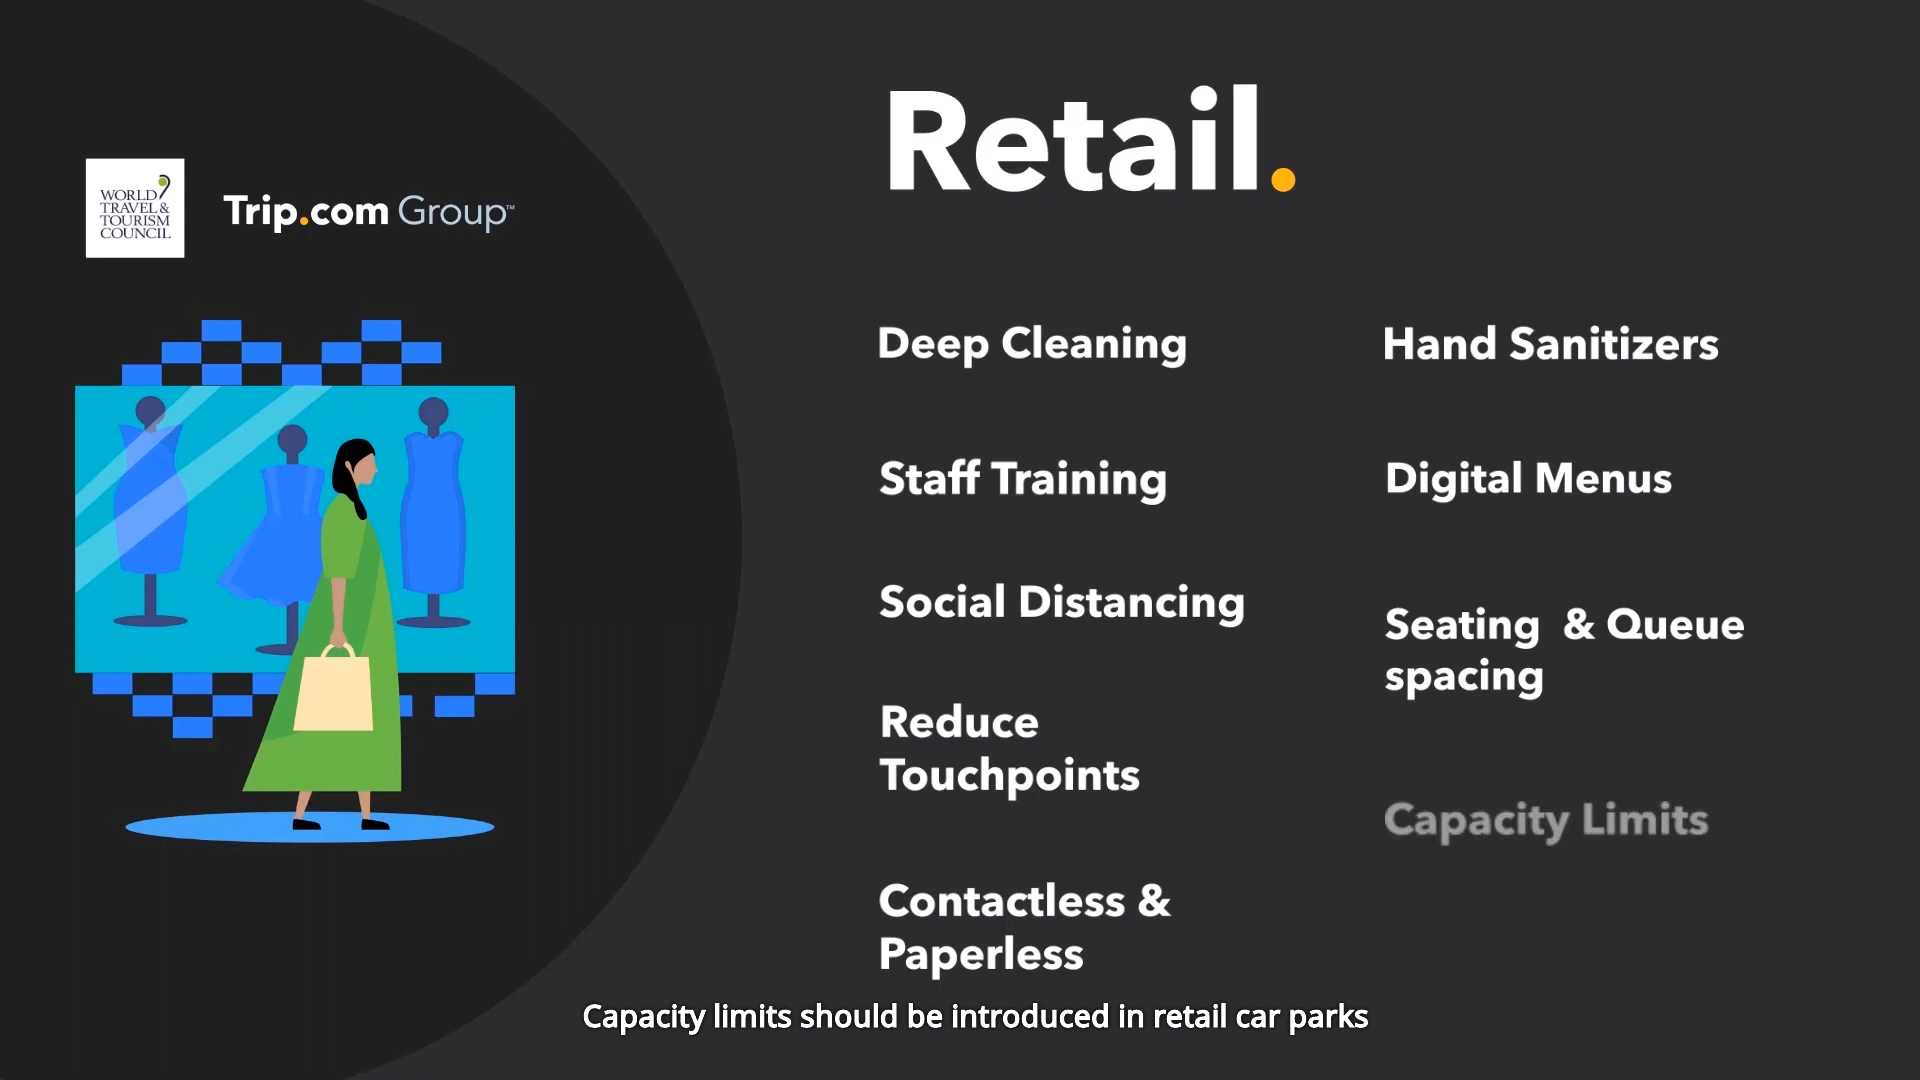 WORLD
TRAVEL &
TOURISM
COUNCIL
Trip.com Group™
Retail.
Deep Cleaning
Staff Training
Social Distancing
Reduce
Touchpoints
Contactless &
Paperless
Hand Sanitizers
Digital Menus
Seating & Queue
spacing
Capacity Limits
Capacity limits should be introduced in retail car parks